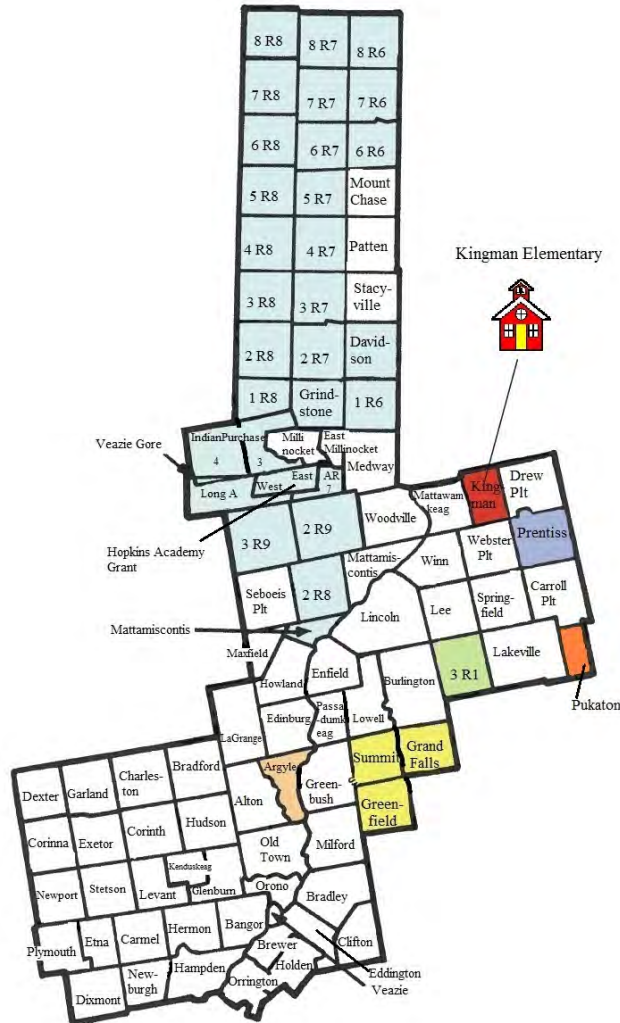 8 R8
8 R7
8 R6
7 R8
7 R7
7 R6
6 R8
6 R7
6 R6
5 R8
5 R7
Mount
Chase
4 R8
4 R7
Patten
Kingman Elementary
3 R8
3 R7
Stacy-
ville
2 R8
2 R7
David-
son
1 R8
Grind-
stone
1 R6
Veazie Gore
IndianPurchase
4
3
Milli
nocket
East
Millinocket
Medway
Long A
West
East
AR
7
Hopkins Academy
Grant
3 R9
2 R9
Woodville
Mattawam
keag
King-
man
Drew
Plt
Prentiss
Webster
Plt
Winn
Mattamis-
contis
Seboeis
Plt
2 R8
Mattamiscontis
Lincoln
Lee
Spring-
field
Carroll
Plt
Maxfield
Howland
Enfield
Burlington
3 R1
Lakeville
Pukaton
LaGrange
Edinburg
Passa
-dumk
eag
Lowell
Summit
Grand
Falls
Argyle
Green-
bush
Green-
field
Dexter
Garland
Charles-
ton
Bradford
Alton
Corinna
Exetor
Corinth
Hudson
Old
Town
Milford
Newport
Stetson
Levant
Kenduskeag
Glenburn
Orono
Bradley
Plymouth
Etna
Carmel
Hermon
Bangor
Brewer
Clifton
Dixmont
New-
burgh
Hampden
Orrington
Holden
Eddington
Veazie